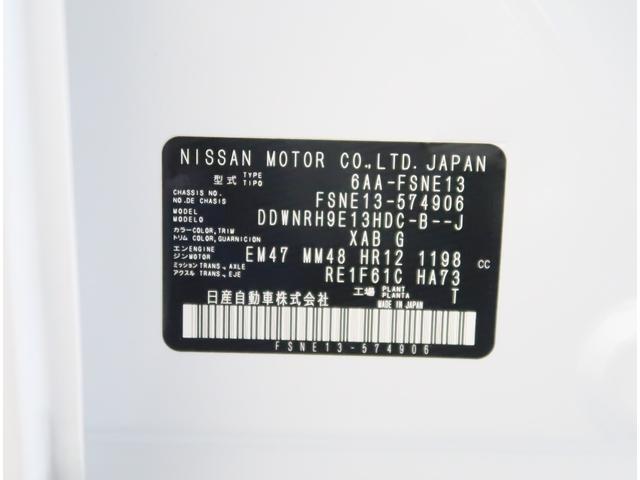 NISSAN MOTOR CO.,LTD. JAPAN
型式 TYPE TIPO 6AA-FSNE13
CHASSIS NO. NO. DE CHASIS FSNE13-574906
MODEL MODELO DDWNRH9E13HDC-B--J
カラー COLOR, TRIM トリム COLOR, GUARNICION XAB G
エンジン ENGINE MOTOR EM47 MM48 HR12 1198 CC
ミッション TRANS., AXLE アクスル TRANS., EJE RE1F61C HA73
工場 PLANT PLANTA T
日産自動車株式会社 MADE IN JAPAN
FSNE13-574906